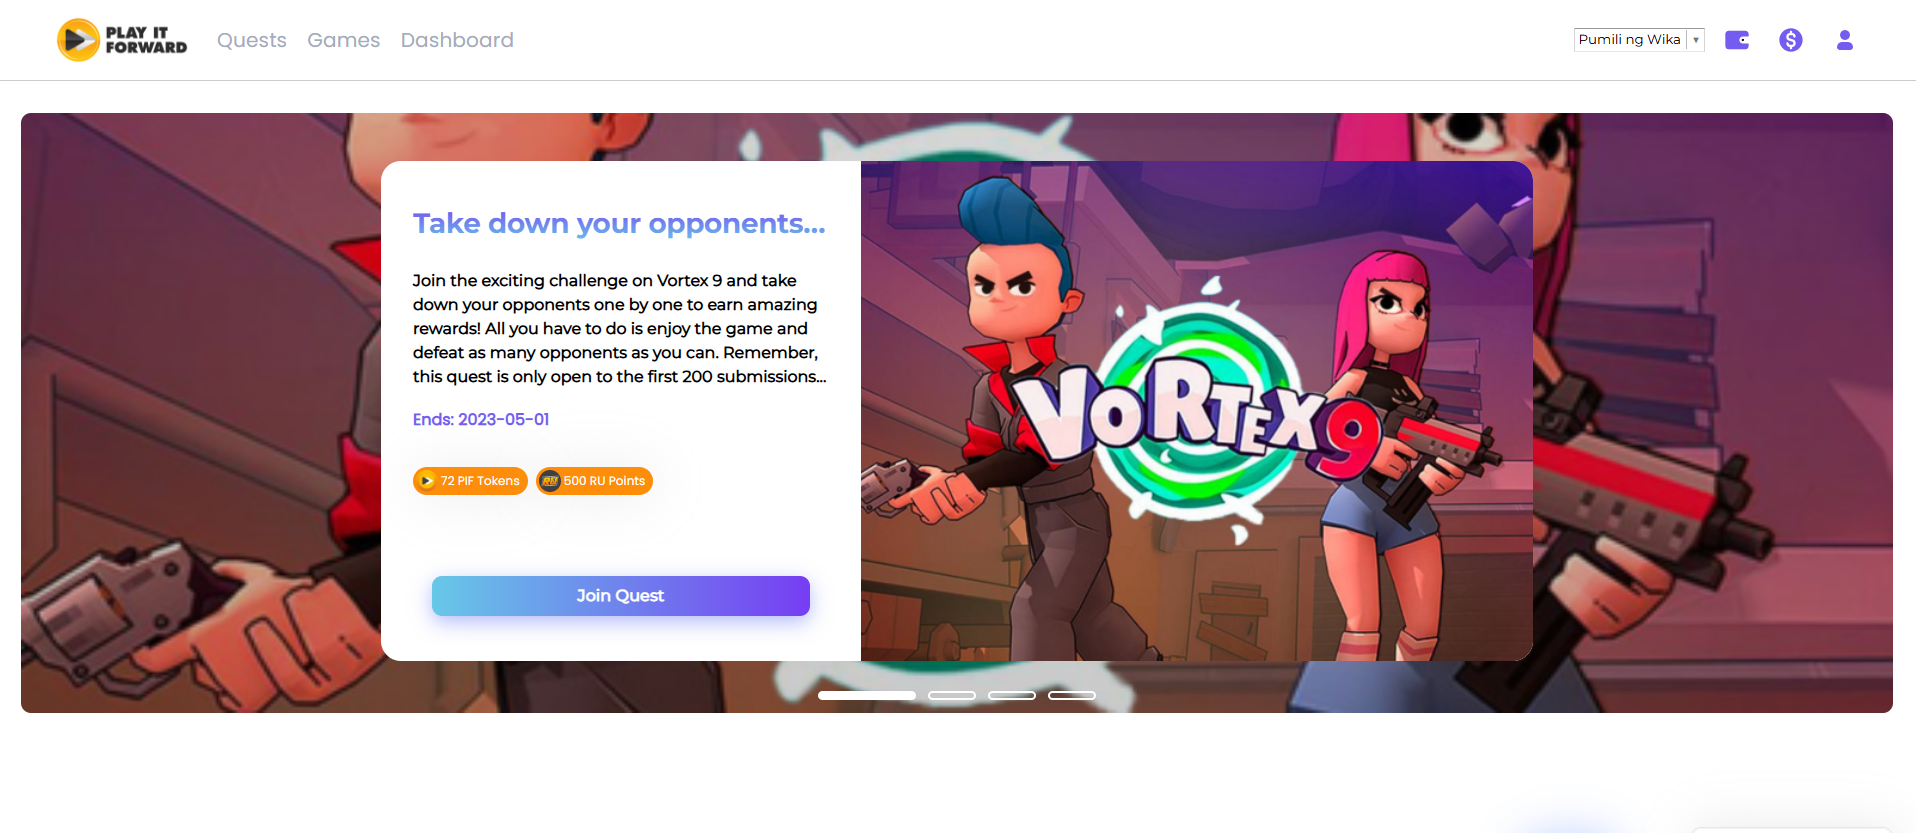 PLAY IT
FORWARD
Quests Games Dashboard
Pumili ng Wika
Take down your opponents...
Join the exciting challenge on Vortex 9 and take
down your opponents one by one to earn amazing
rewards! All you have to do is enjoy the game and
defeat as many opponents as you can. Remember,
this quest is only open to the first 200 submissions...
Ends: 2023-05-01
72 PIF Tokens 500 RU Points
Join Quest
VORTEX 9